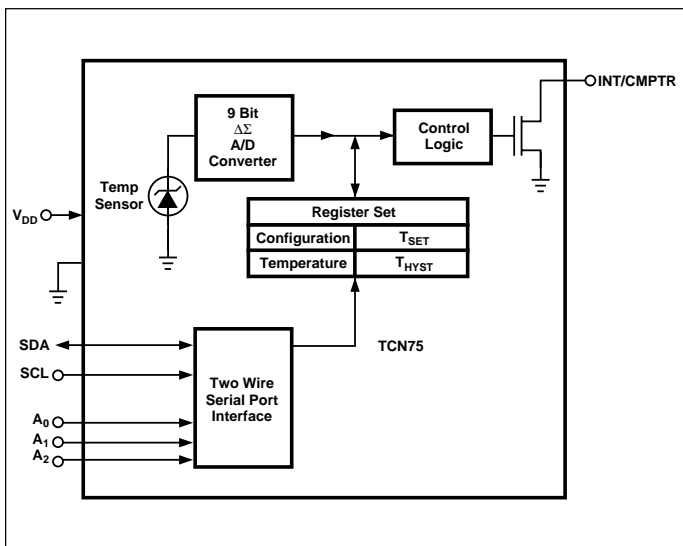 INT/CMPTR
9 Bit
ΔΣ
A/D
Converter
Control
Logic
Temp
Sensor
VDD
Register Set
Configuration
TSET
Temperature
THYST
SDA
TCN75
SCL
Two Wire
Serial Port
Interface
A0
A1
A2